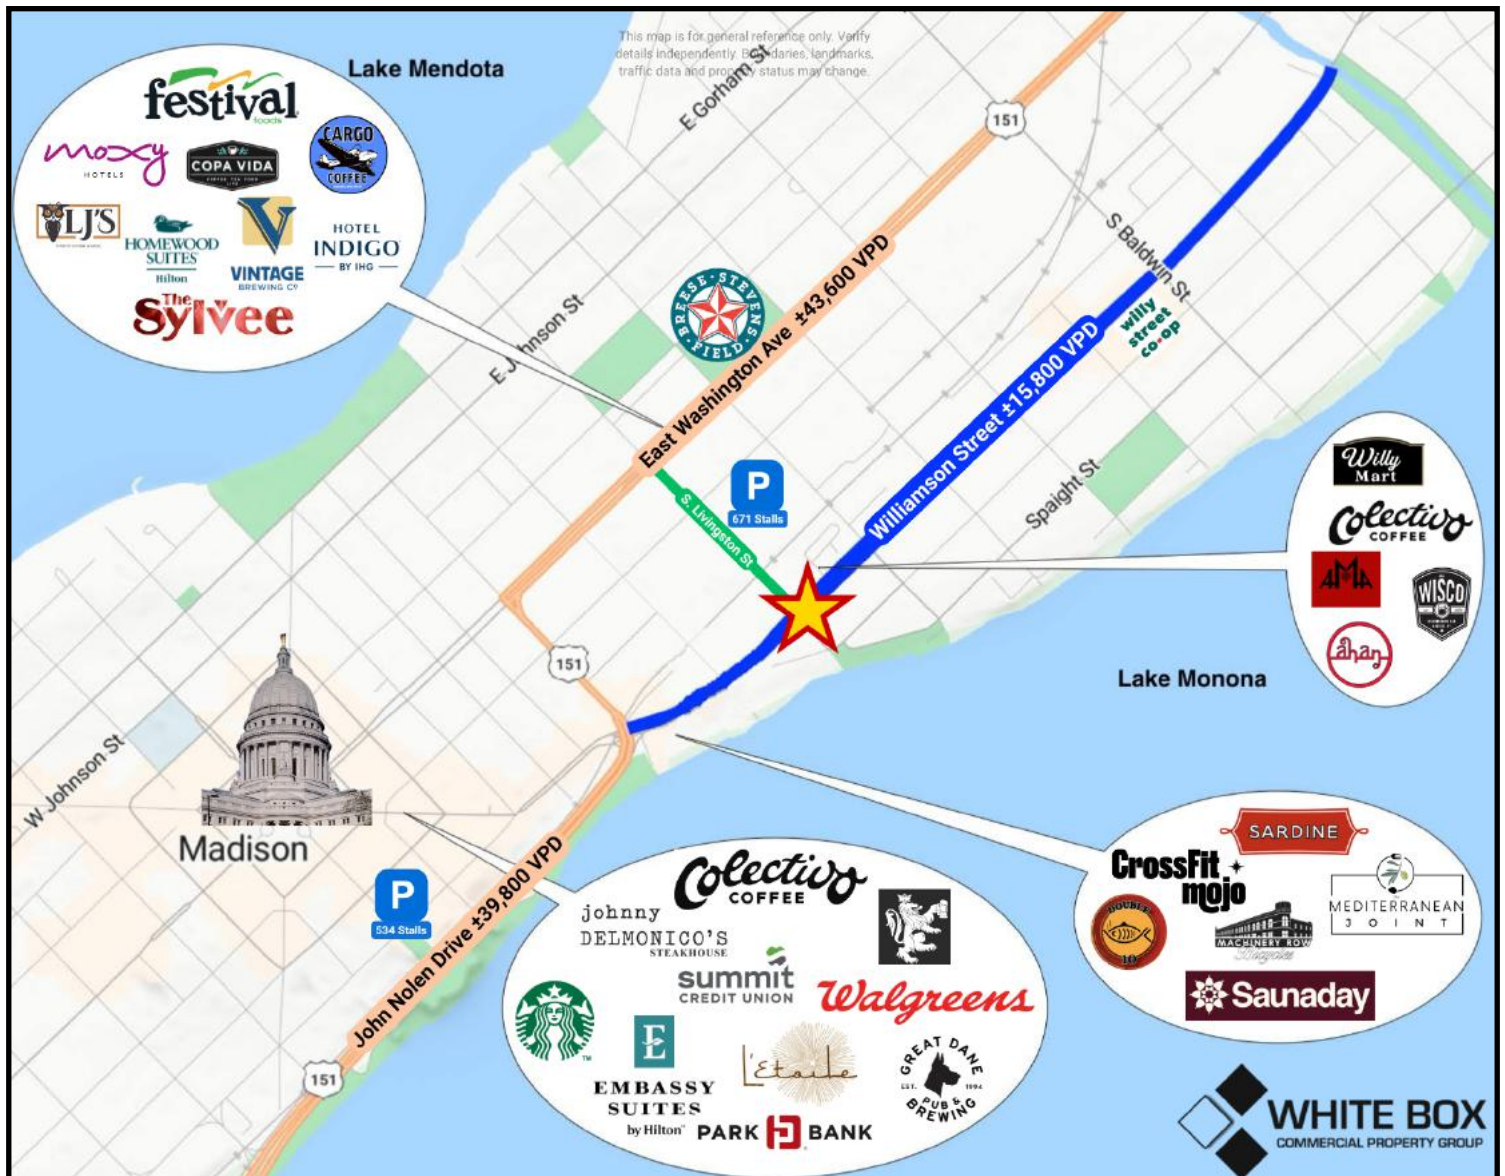 This map is for general reference only. Verify
details independently. Boundaries, landmarks,
traffic data and property status may change.
Lake Mendota
festival
foods
moxy
HOTELS
COPA VIDA
CARGO
COFFEE
LJ'S
HOMEWOOD
SUITES
Hilton
V
VINTAGE
BREWING Cº
HOTEL
INDIGO
BY IHG
The
Sylvee
E Gorham St
151
S Baldwin St
E Johnson St
BREESE · STEVENS
FIELD
East Washington Ave ±43,600 VPD
willy
street
co·op
Williamson Street ±15,800 VPD
P
671 Stalls
S. Livingston St
Spaight St
Willy
Mart
Colectivo
COFFEE
WISCO
ahan
151
Lake Monona
W Johnson St
Madison
P
534 Stalls
John Nolen Drive ±39,800 VPD
151
Colectivo
COFFEE
johnny
DELMONICO'S
STEAKHOUSE
summit
CREDIT UNION
Walgreens
TM
E
EMBASSY
SUITES
by Hilton™
L'Etoile
GREAT DANE
EST. 1994
PUB &
BREWING
PARK BANK
SARDINE
CrossFit
mojo
DOUBLE
10
MACHINERY ROW
Bicycles
MEDITERRANEAN
JOINT
Saunaday
WHITE BOX
COMMERCIAL PROPERTY GROUP